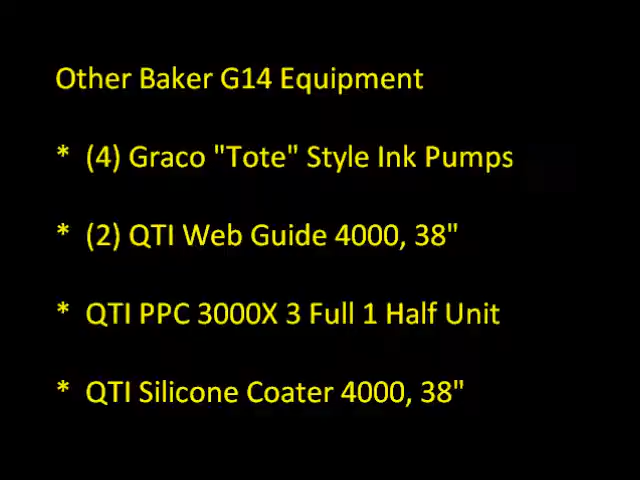 Other Baker G14 Equipment
* (4) Graco "Tote" Style Ink Pumps
* (2) QTI Web Guide 4000, 38"
* QTI PPC 3000X 3 Full 1 Half Unit
* QTI Silicone Coater 4000, 38"